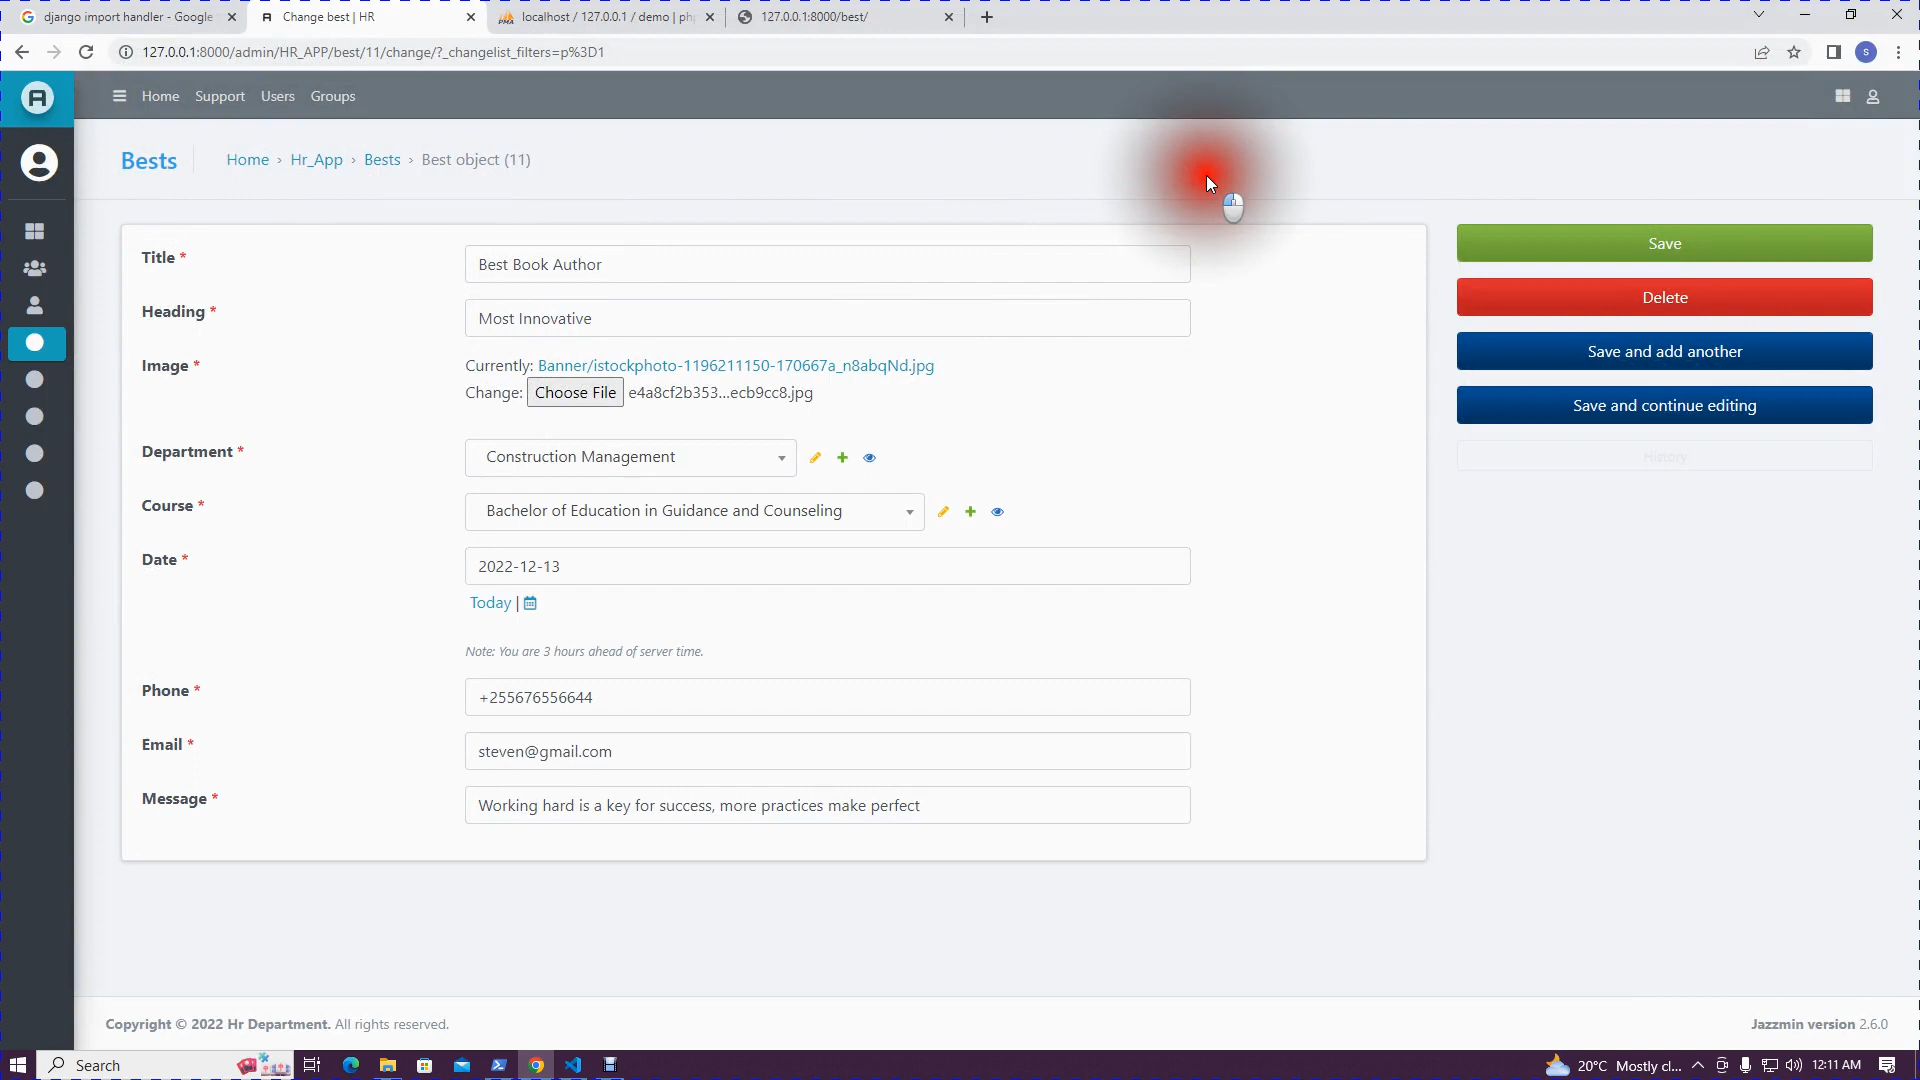 django import handler - Google
Change best | HR
localhost / 127.0.0.1 / demo | ph
127.0.0.1:8000/best/
127.0.0.1:8000/admin/HR_APP/best/11/change/?_changelist_filters=p%3D1
S
Home Support Users Groups
Bests
Home › Hr_App › Bests › Best object (11)
Title *
Best Book Author
Save
Heading *
Most Innovative
Delete
Image *
Currently: Banner/istockphoto-1196211150-170667a_n8abqNd.jpg
Change: Choose File e4a8cf2b353...ecb9cc8.jpg
Save and add another
Save and continue editing
Department *
Construction Management
History
Course *
Bachelor of Education in Guidance and Counseling
Date *
2022-12-13
Today |
Note: You are 3 hours ahead of server time.
Phone *
+255676556644
Email *
steven@gmail.com
Message *
Working hard is a key for success, more practices make perfect
Copyright © 2022 Hr Department. All rights reserved.
Jazzmin version 2.6.0
Search
20°C Mostly cl...
12:11 AM